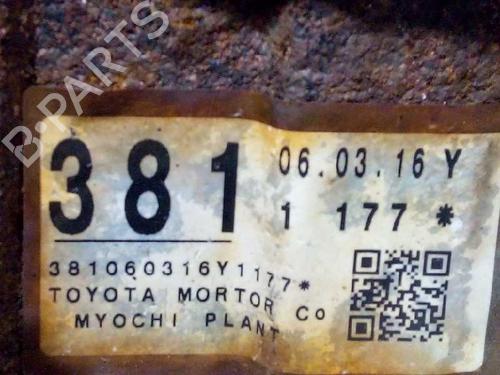 B-PARTS
381
06.03.16 Y
1 177 *
381060316Y1177*
TOYOTA MORTOR Co
MYOCHI PLANT